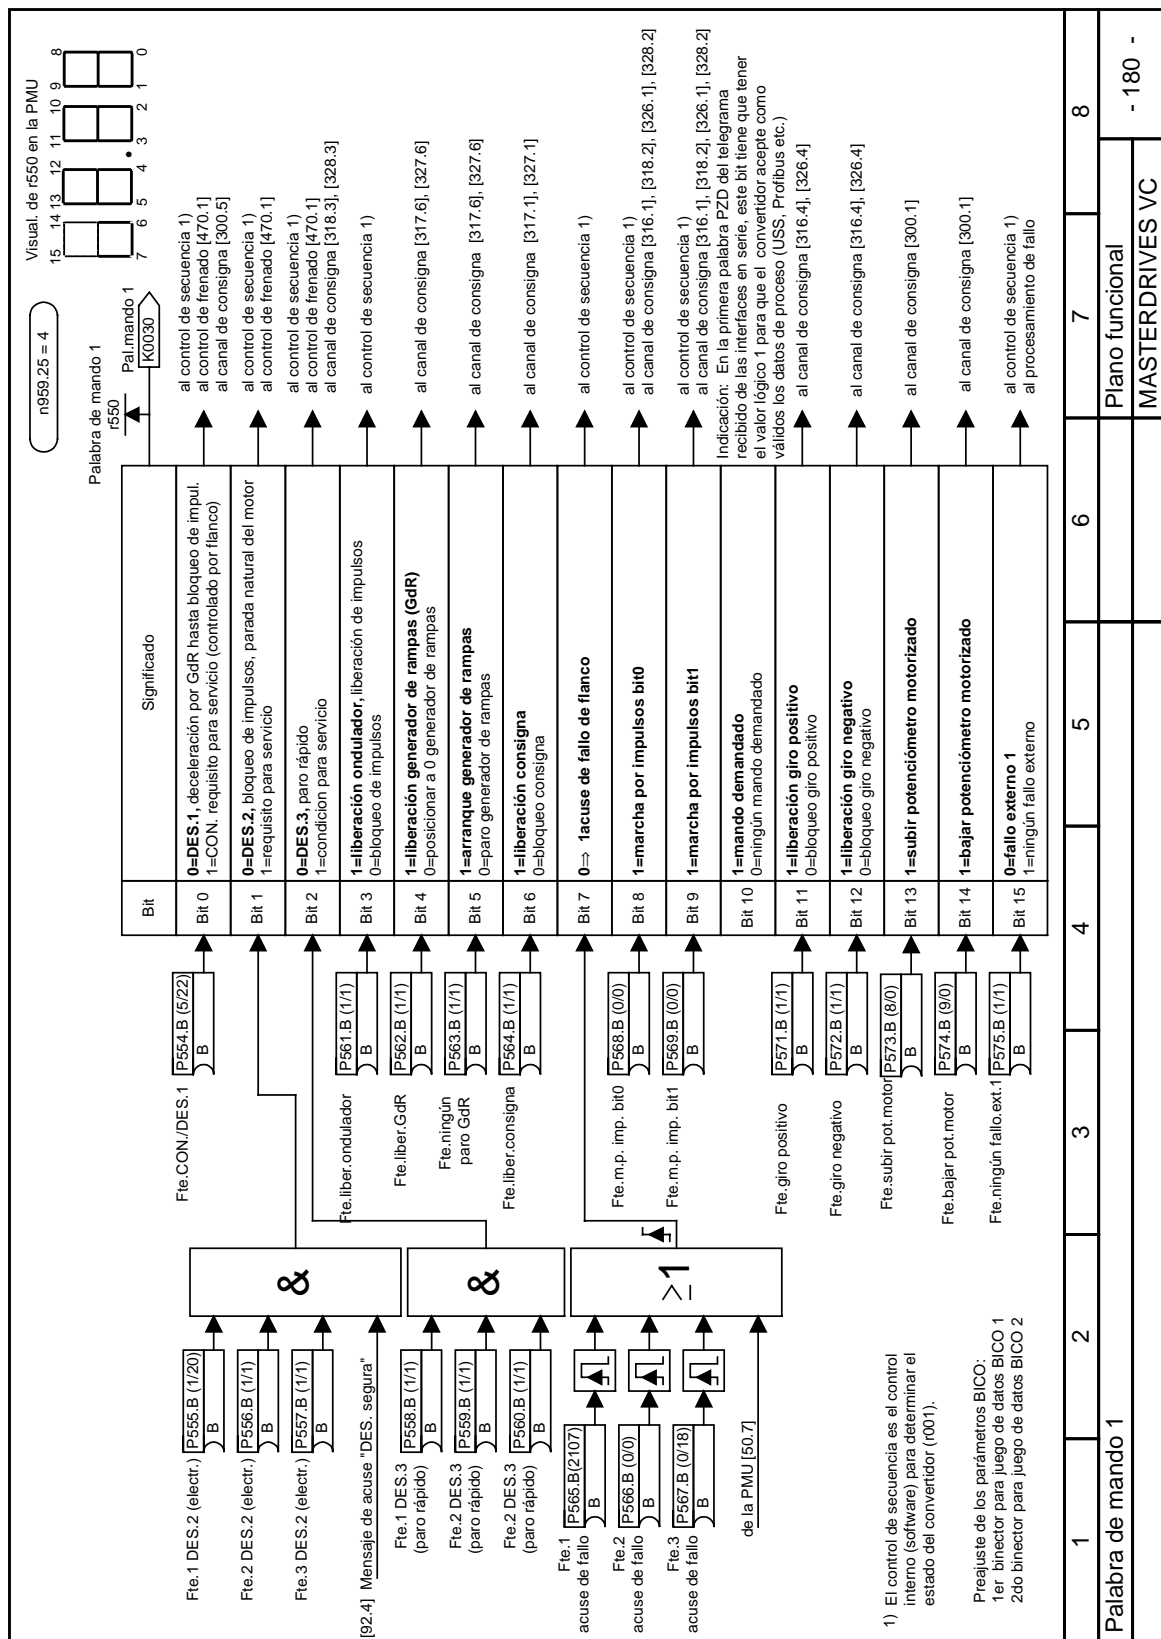 n959.25 = 4
Visual. de r550 en la PMU
15 14 13 12 11 10 9 8
7 6 5 4 3 2 1 0
Palabra de mando 1
r550
Pal.mando 1
K0030
Bit
Significado
Fte.CON./DES.1
P554.B (5/22)
B
Bit 0
0=DES.1, deceleración por GdR hasta bloqueo de impul.
1=CON. requisito para servicio (controlado por flanco)
al control de secuencia 1)
al control de frenado [470.1]
al canal de consigna [300.5]
Fte.1 DES.2 (electr.)
P555.B (1/20)
B
Fte.2 DES.2 (electr.)
P556.B (1/1)
B
Fte.3 DES.2 (electr.)
P557.B (1/1)
B
[92.4] Mensaje de acuse "DES. segura"
&
Bit 1
0=DES.2, bloqueo de impulsos, parada natural del motor
1=requisito para servicio
al control de secuencia 1)
al control de frenado [470.1]
Fte.1 DES.3
(paro rápido)
P558.B (1/1)
B
Fte.2 DES.3
(paro rápido)
P559.B (1/1)
B
Fte.2 DES.3
(paro rápido)
P560.B (1/1)
B
&
Bit 2
0=DES.3, paro rápido
1=condicion para servicio
al control de secuencia 1)
al control de frenado [470.1]
al canal de consigna [318.3], [328.3]
Fte.liber.ondulador
P561.B (1/1)
B
Bit 3
1=liberación ondulador, liberación de impulsos
0=bloqueo de impulsos
al control de secuencia 1)
Fte.liber.GdR
P562.B (1/1)
B
Bit 4
1=liberación generador de rampas (GdR)
0=posicionar a 0 generador de rampas
al canal de consigna [317.6], [327.6]
Fte.ningún
paro GdR
P563.B (1/1)
B
Bit 5
1=arranque generador de rampas
0=paro generador de rampas
al canal de consigna [317.6], [327.6]
Fte.liber.consigna
P564.B (1/1)
B
Bit 6
1=liberación consigna
0=bloqueo consigna
al canal de consigna [317.1], [327.1]
Fte.1
acuse de fallo
P565.B(2107)
B
Fte.2
acuse de fallo
P566.B (0/0)
B
Fte.3
acuse de fallo
P567.B (0/18)
B
de la PMU [50.7]
≥1
Bit 7
0⇒ 1acuse de fallo de flanco
al control de secuencia 1)
Fte.m.p. imp. bit0
P568.B (0/0)
B
Bit 8
1=marcha por impulsos bit0
al control de secuencia 1)
al canal de consigna [316.1], [318.2], [326.1], [328.2]
Fte.m.p. imp. bit1
P569.B (0/0)
B
Bit 9
1=marcha por impulsos bit1
al control de secuencia 1)
al canal de consigna [316.1], [318.2], [326.1], [328.2]
Bit 10
1=mando demandado
0=ningún mando demandado
Indicación: En la primera palabra PZD del telegrama
recibido de las interfaces en serie, este bit tiene que tener
el valor lógico 1 para que el convertidor acepte como
válidos los datos de proceso (USS, Profibus etc.)
Fte.giro positivo
P571.B (1/1)
B
Bit 11
1=liberación giro positivo
0=bloqueo giro positivo
al canal de consigna [316.4], [326.4]
Fte.giro negativo
P572.B (1/1)
B
Bit 12
1=liberación giro negativo
0=bloqueo giro negativo
al canal de consigna [316.4], [326.4]
Fte.subir pot.motor
P573.B (8/0)
B
Bit 13
1=subir potenciómetro motorizado
al canal de consigna [300.1]
Fte.bajar pot.motor
P574.B (9/0)
B
Bit 14
1=bajar potenciómetro motorizado
al canal de consigna [300.1]
Fte.ningún fallo.ext.1
P575.B (1/1)
B
Bit 15
0=fallo externo 1
1=ningún fallo externo
al control de secuencia 1)
al procesamiento de fallo
1) El control de secuencia es el control
interno (software) para determinar el
estado del convertidor (r001).
Preajuste de los parámetros BICO:
1er binector para juego de datos BICO 1
2do binector para juego de datos BICO 2
1 2 3 4 5 6 7 8
Palabra de mando 1
Plano funcional
MASTERDRIVES VC
- 180 -